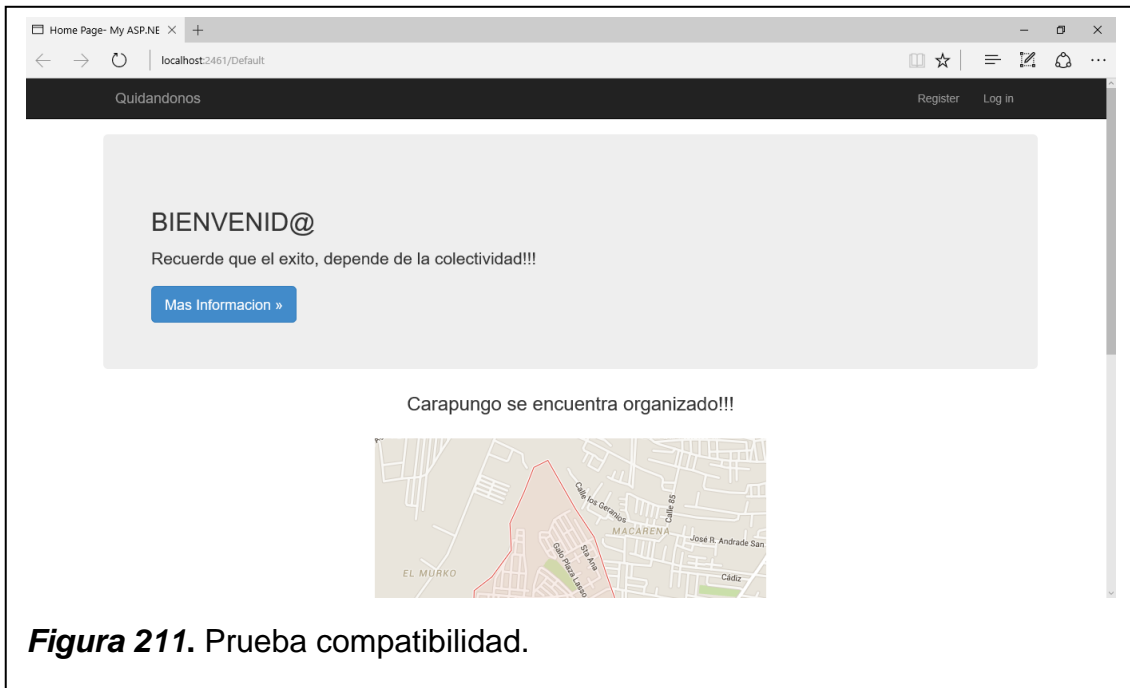 Home Page- My ASP.NE
localhost:2461/Default
Quidandonos
Register Log in
BIENVENID@
Recuerde que el exito, depende de la colectividad!!!
Mas Informacion »
Carapungo se encuentra organizado!!!
Calle los Geranios
Calle 85
MACARENA
José R. Andrade San
Galo Plaza Lasso
Sta Ana
EL MURKO
Cádiz
Figura 211. Prueba compatibilidad.